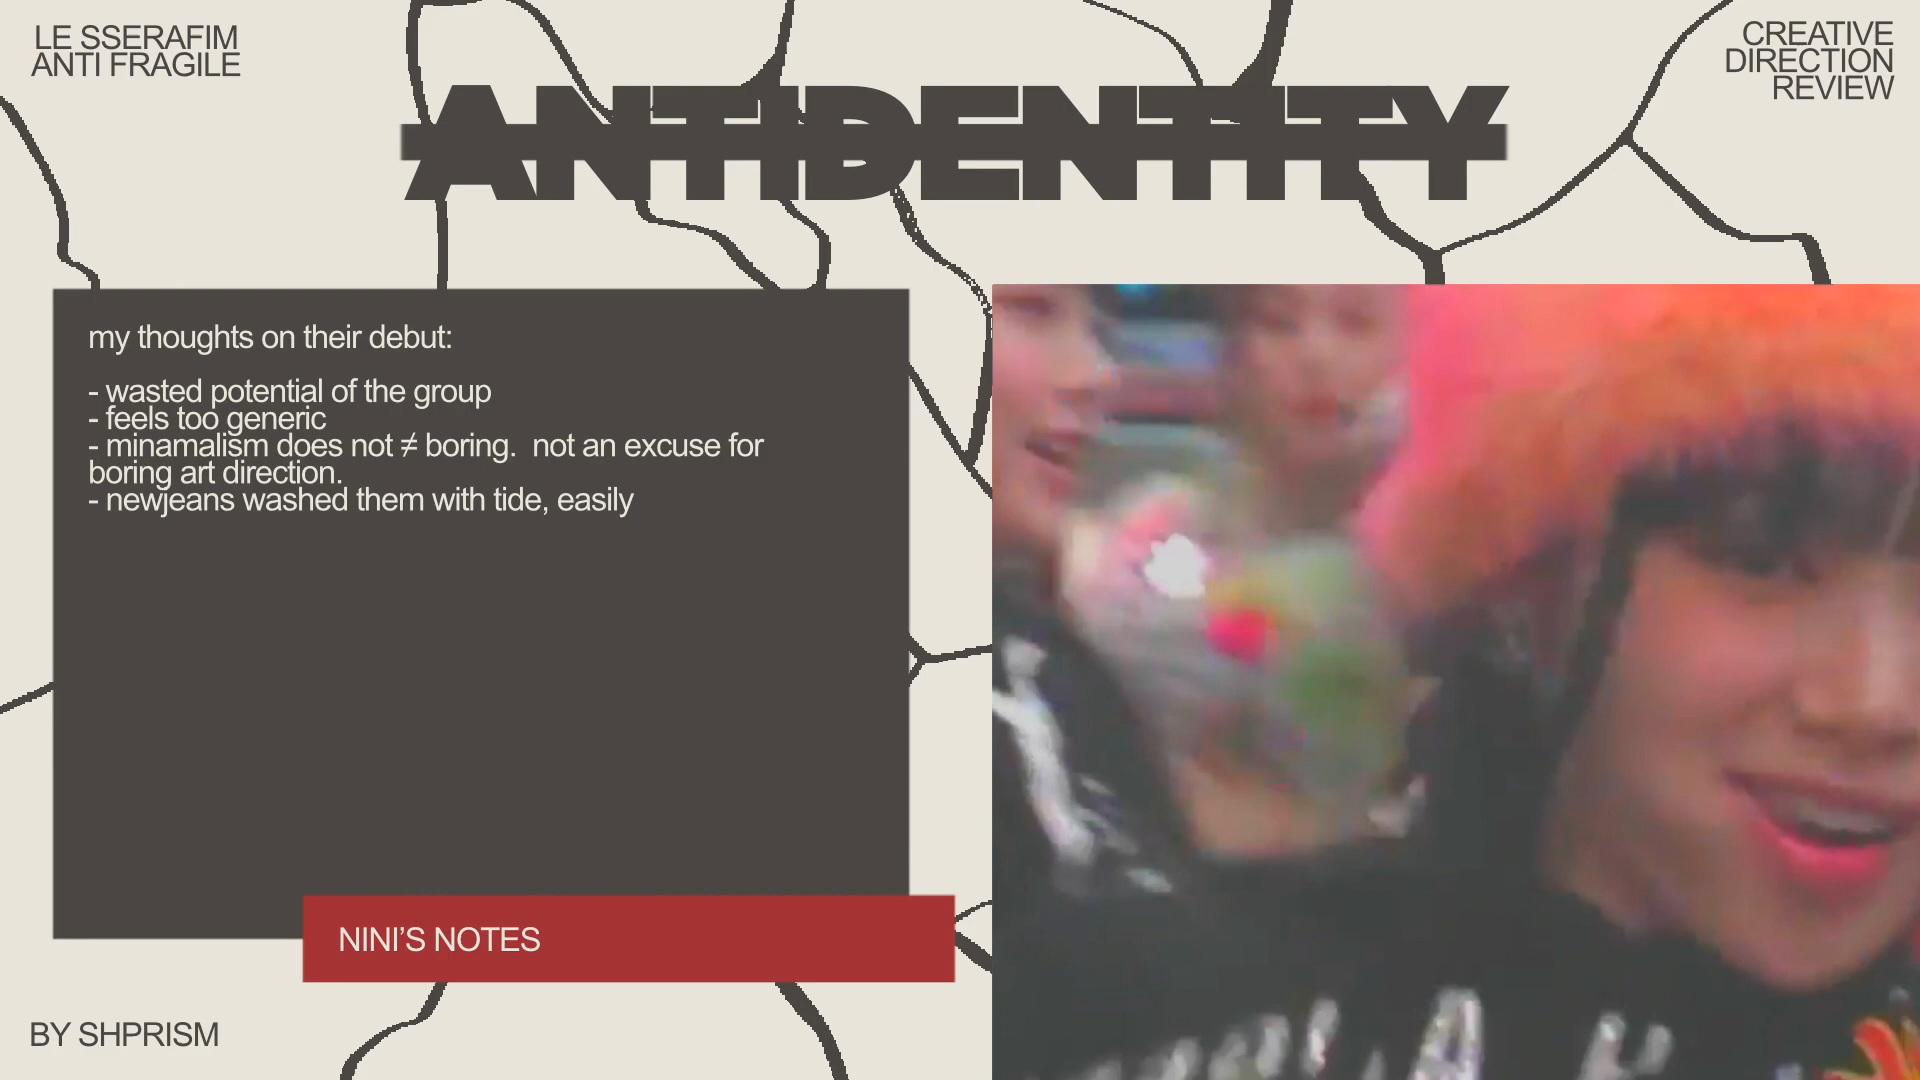 LE SSERAFIM
ANTI FRAGILE
CREATIVE
DIRECTION
REVIEW
ANTIDENTITY
my thoughts on their debut:
- wasted potential of the group
- feels too generic
- minamalism does not ≠ boring.  not an excuse for
boring art direction.
- newjeans washed them with tide, easily
NINI’S NOTES
BY SHPRISM